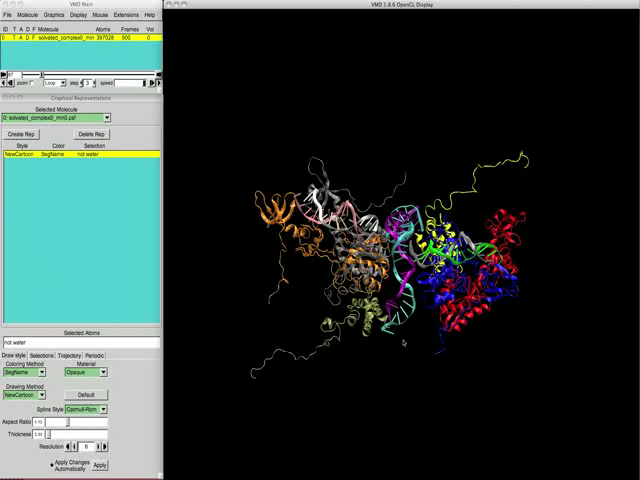 VMD Main
File Molecule Graphics Display Mouse Extensions Help
ID T A D F Molecule Atoms Frames Vol
0 T A D F solvated_complex0_min 397028 500 0
zoom Loop step 3 speed
Graphical Representations
Selected Molecule
0: solvated_complex0_min0.psf
Create Rep Delete Rep
Style Color Selection
NewCartoon SegName not water
Selected Atoms
not water
Draw style Selections Trajectory Periodic
Coloring Method Material
SegName Opaque
Drawing Method
NewCartoon Default
Spline Style Catmull-Rom
Aspect Ratio
Thickness
Resolution 6
Apply Changes
Automatically Apply
VMD 1.8.6 OpenGL Display